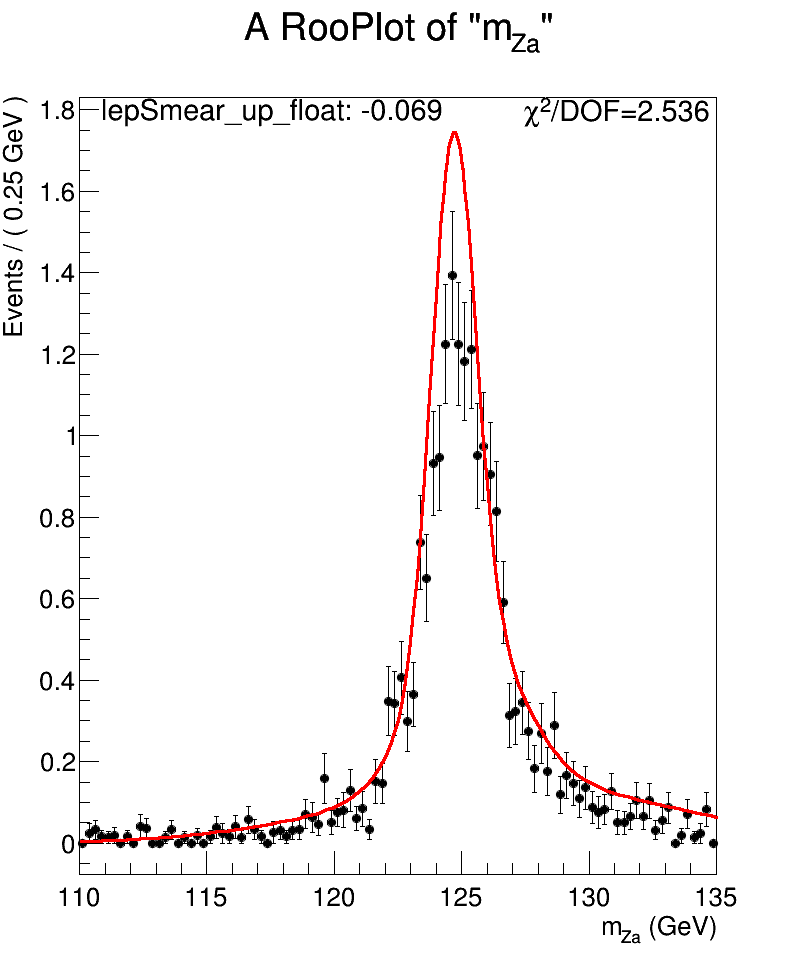 A RooPlot of "m_Za"
lepSmear_up_float: -0.069
χ²/DOF=2.536
Events / ( 0.25 GeV )
1.8
1.6
1.4
1.2
1
0.8
0.6
0.4
0.2
0
110 115 120 125 130 135
m_Za (GeV)